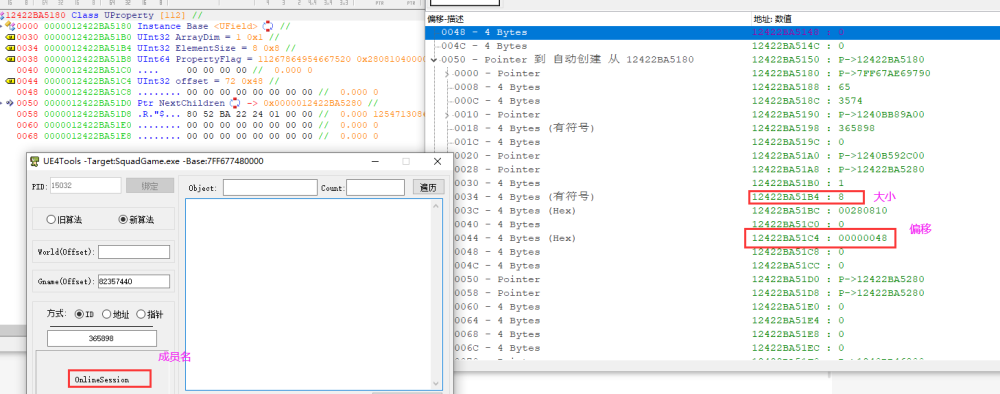 12422BA5180 Class UProperty [112] //
0000 0000012422BA5180 Instance Base <UField> //
0030 0000012422BA51B0 UInt32 ArrayDim = 1 0x1 //
0034 0000012422BA51B4 UInt32 ElementSize = 8 0x8 //
0038 0000012422BA51B8 UInt64 PropertyFlag = 11267864954667520 0x28081040000
0040 0000012422BA51C0 .... 00 00 00 00 // 0.000 0
0044 0000012422BA51C4 UInt32 offset = 72 0x48 //
0048 0000012422BA51C8 ........ 00 00 00 00 00 00 00 00 // 0.000 0
0050 0000012422BA51D0 Ptr NextChildren -> 0x0000012422BA5280 //
0058 0000012422BA51D8 .R."$... 80 52 BA 22 24 01 00 00 // 0.000 1254713084
0060 0000012422BA51E0 ........ 00 00 00 00 00 00 00 00 // 0.000 0
0068 0000012422BA51E8 ........ 00 00 00 00 00 00 00 00 // 0.000 0
UE4Tools -TargetSquadGame.exe -Base:7FF677480000
PID: 15032 绑定
Object: Count: 遍历
旧算法 新算法
World(Offset):
Gname(Offset): 82357440
方式: ID 地址 指针
365898
成员名
OnlineSession
偏移-描述 地址: 数值
0048 - 4 Bytes 12422BA5148 : 0
004C - 4 Bytes 12422BA514C : 0
0050 - Pointer 到 自动创建 从 12422BA5180 12422BA5150 : P->12422BA5180
0000 - Pointer 12422BA5180 : P->7FF67AE69790
0008 - 4 Bytes 12422BA5188 : 65
000C - 4 Bytes 12422BA518C : 3574
0010 - Pointer 12422BA5190 : P->1240BB89A00
0018 - 4 Bytes (有符号) 12422BA5198 : 365898
001C - 4 Bytes 12422BA519C : 0
0020 - Pointer 12422BA51A0 : P->1240B592C00
0028 - Pointer 12422BA51A8 : P->12422BA5080
0030 - 4 Bytes 12422BA51B0 : 1
0034 - 4 Bytes (有符号) 12422BA51B4 : 8
大小
003C - 4 Bytes (Hex) 12422BA51BC : 00280810
0040 - 4 Bytes 12422BA51C0 : 0
偏移
0044 - 4 Bytes (Hex) 12422BA51C4 : 00000048
0048 - 4 Bytes 12422BA51C8 : 0
004C - 4 Bytes 12422BA51CC : 0
0050 - Pointer 12422BA51D0 : P->12422BA5280
0058 - Pointer 12422BA51D8 : P->12422BA5280
0060 - 4 Bytes 12422BA51E0 : 0
0064 - 4 Bytes 12422BA51E4 : 0
0068 - 4 Bytes 12422BA51E8 : 0
006C - 4 Bytes 12422BA51EC : 0